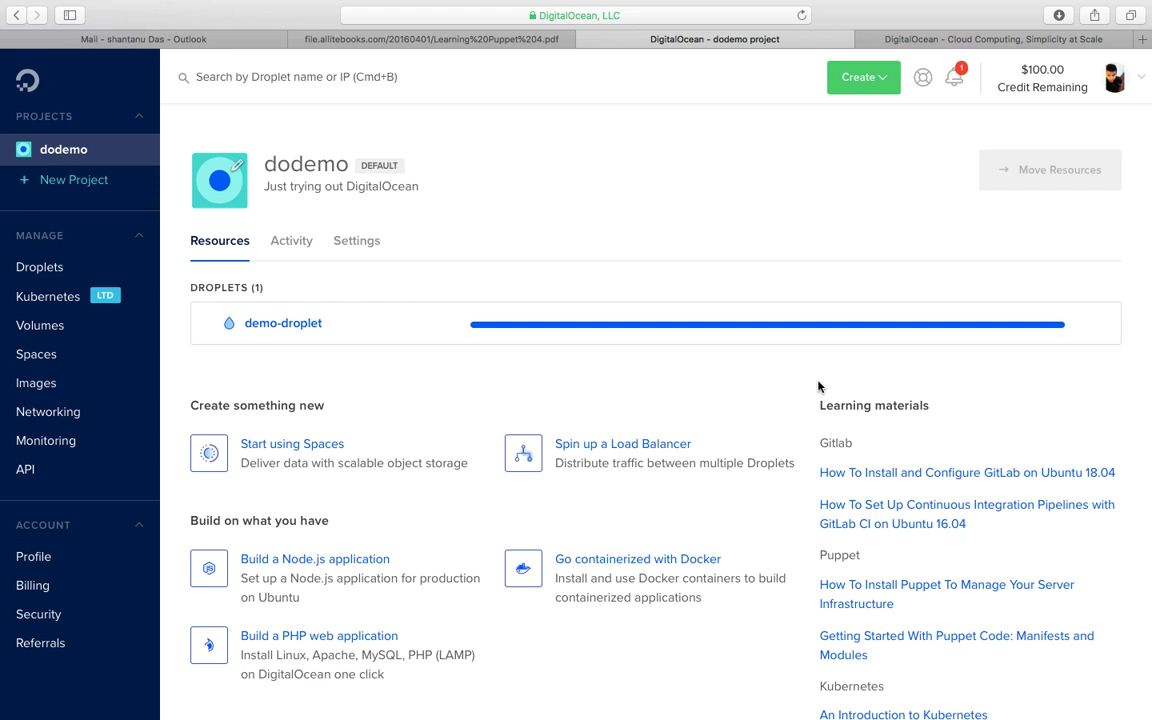 DigitalOcean, LLC
Mail - shantanu Das - Outlook
file.allitebooks.com/20160401/Learning%20Puppet%204.pdf
DigitalOcean - dodemo project
DigitalOcean - Cloud Computing, Simplicity at Scale
Search by Droplet name or IP (Cmd+B)
Create
1
$100.00
Credit Remaining
PROJECTS
dodemo
New Project
MANAGE
Droplets
Kubernetes LTD
Volumes
Spaces
Images
Networking
Monitoring
API
ACCOUNT
Profile
Billing
Security
Referrals
dodemo DEFAULT
Just trying out DigitalOcean
Move Resources
Resources Activity Settings
DROPLETS (1)
demo-droplet
Create something new
Start using Spaces
Deliver data with scalable object storage
Spin up a Load Balancer
Distribute traffic between multiple Droplets
Build on what you have
Build a Node.js application
Set up a Node.js application for production
on Ubuntu
Go containerized with Docker
Install and use Docker containers to build
containerized applications
Build a PHP web application
Install Linux, Apache, MySQL, PHP (LAMP)
on DigitalOcean one click
Learning materials
Gitlab
How To Install and Configure GitLab on Ubuntu 18.04
How To Set Up Continuous Integration Pipelines with
GitLab CI on Ubuntu 16.04
Puppet
How To Install Puppet To Manage Your Server
Infrastructure
Getting Started With Puppet Code: Manifests and
Modules
Kubernetes
An Introduction to Kubernetes